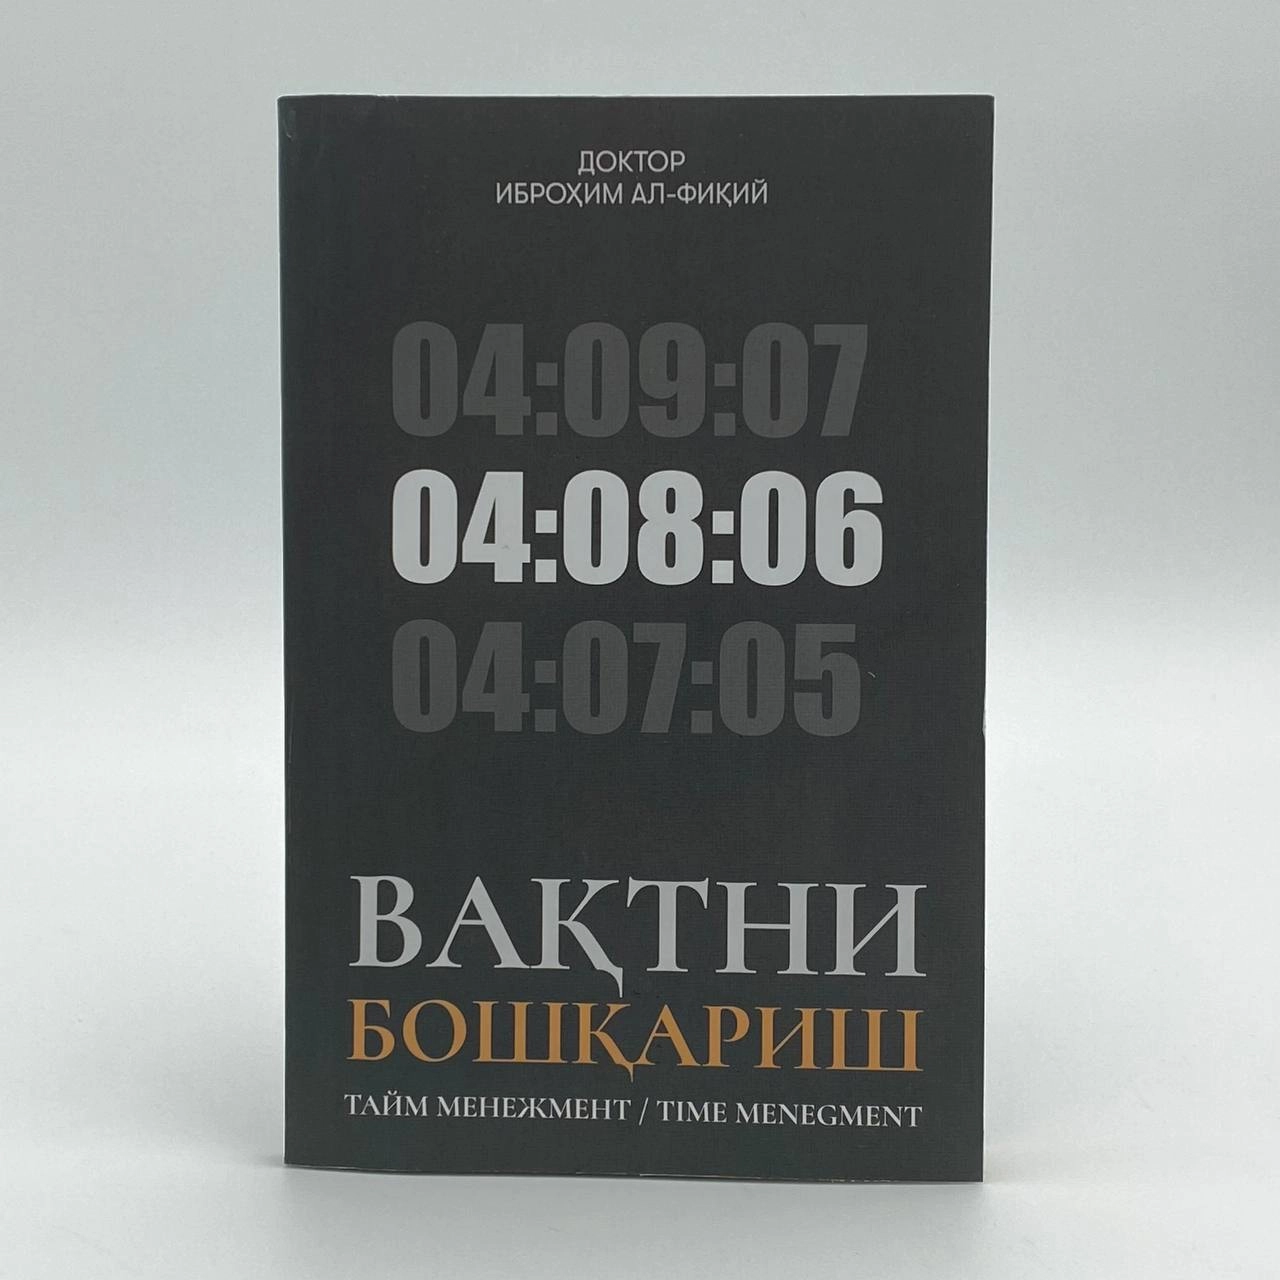 ДОКТОР
ИБРОҲИМ АЛ-ФИҚИЙ
04:09:07
04:08:06
04:07:05
ВАҚТНИ
БОШҚАРИШ
ТАЙМ МЕНЕЖМЕНТ / TIME MENEGMENT